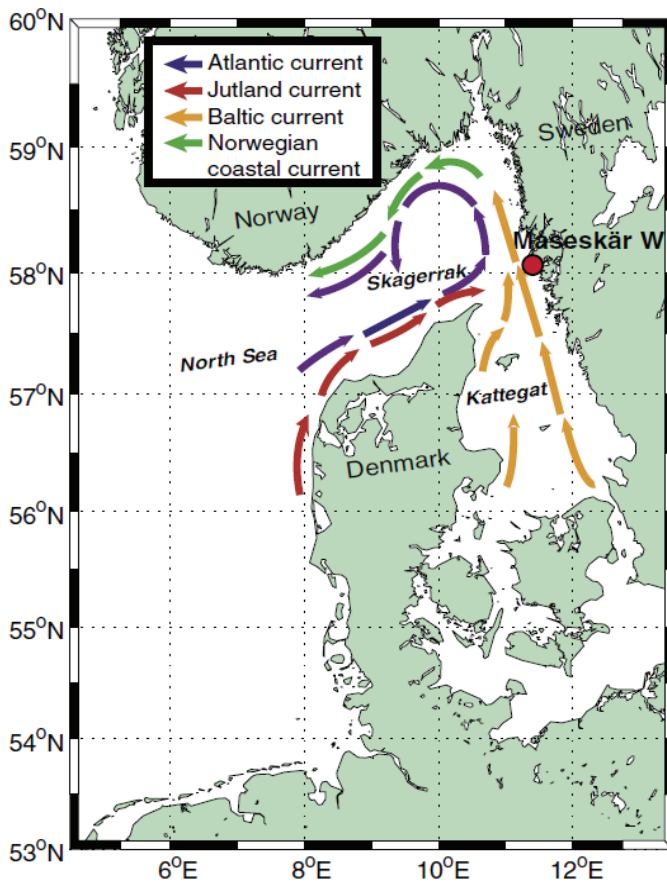 60°N
Atlantic current
Jutland current
Baltic current
Norwegian
coastal current
Sweden
59°N
Norway
Måseskär W
58°N
Skagerrak
North Sea
57°N
Kattegat
Denmark
56°N
55°N
54°N
53°N
6°E
8°E
10°E
12°E